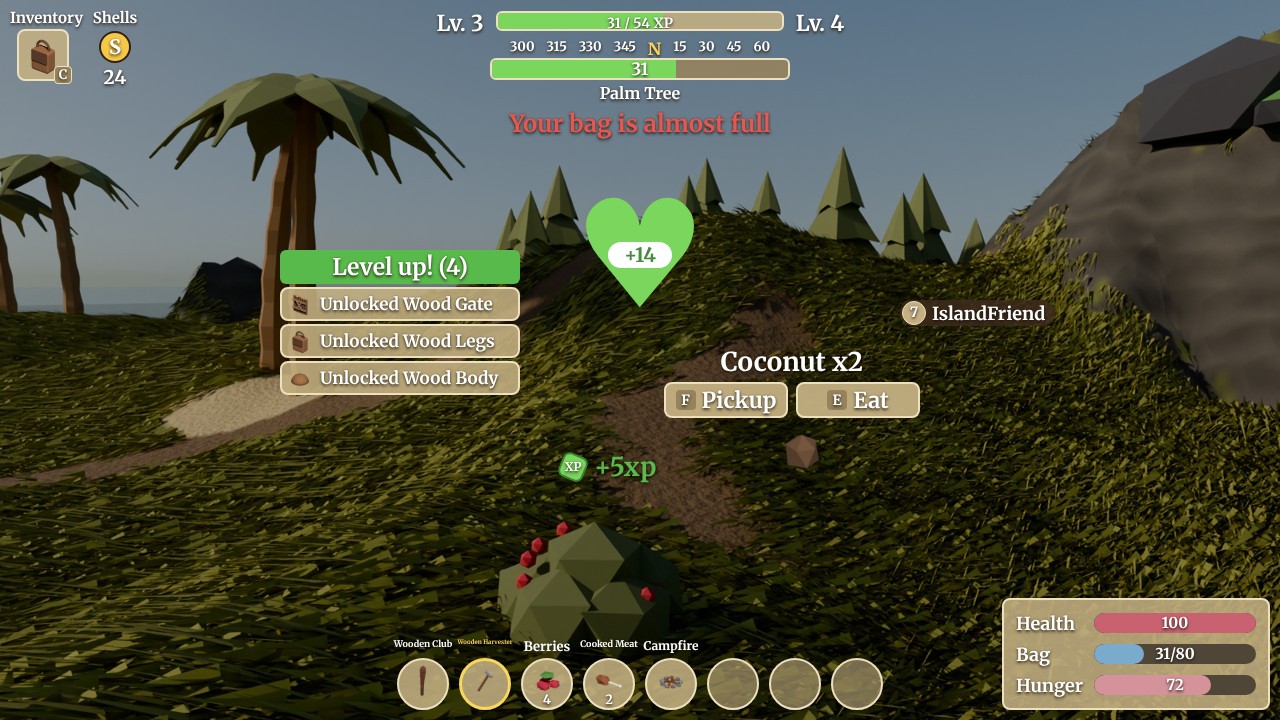 Inventory Shells
C
S
24
Lv. 3
31 / 54 XP
Lv. 4
300 315 330 345 N 15 30 45 60
31
Palm Tree
Your bag is almost full
+14
Level up! (4)
Unlocked Wood Gate
Unlocked Wood Legs
Unlocked Wood Body
7 IslandFriend
Coconut x2
F Pickup E Eat
XP +5xp
Wooden Club Wooden Harvester Berries Cooked Meat Campfire
4 2
Health 100
Bag 31/80
Hunger 72